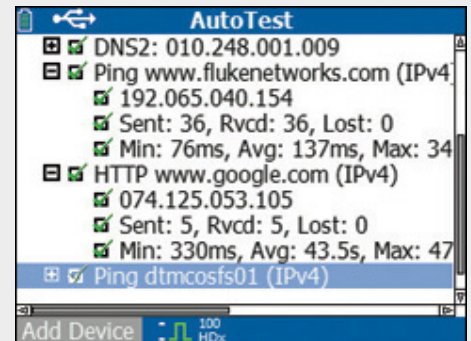 AutoTest
DNS2: 010.248.001.009
Ping www.flukenetworks.com (IPv4
192.065.040.154
Sent: 36, Rvcd: 36, Lost: 0
Min: 76ms, Avg: 137ms, Max: 34
HTTP www.google.com (IPv4)
074.125.053.105
Sent: 5, Rvcd: 5, Lost: 0
Min: 330ms, Avg: 43.5s, Max: 47
Ping dtmcosfs01 (IPv4)
Add Device 100
HDx